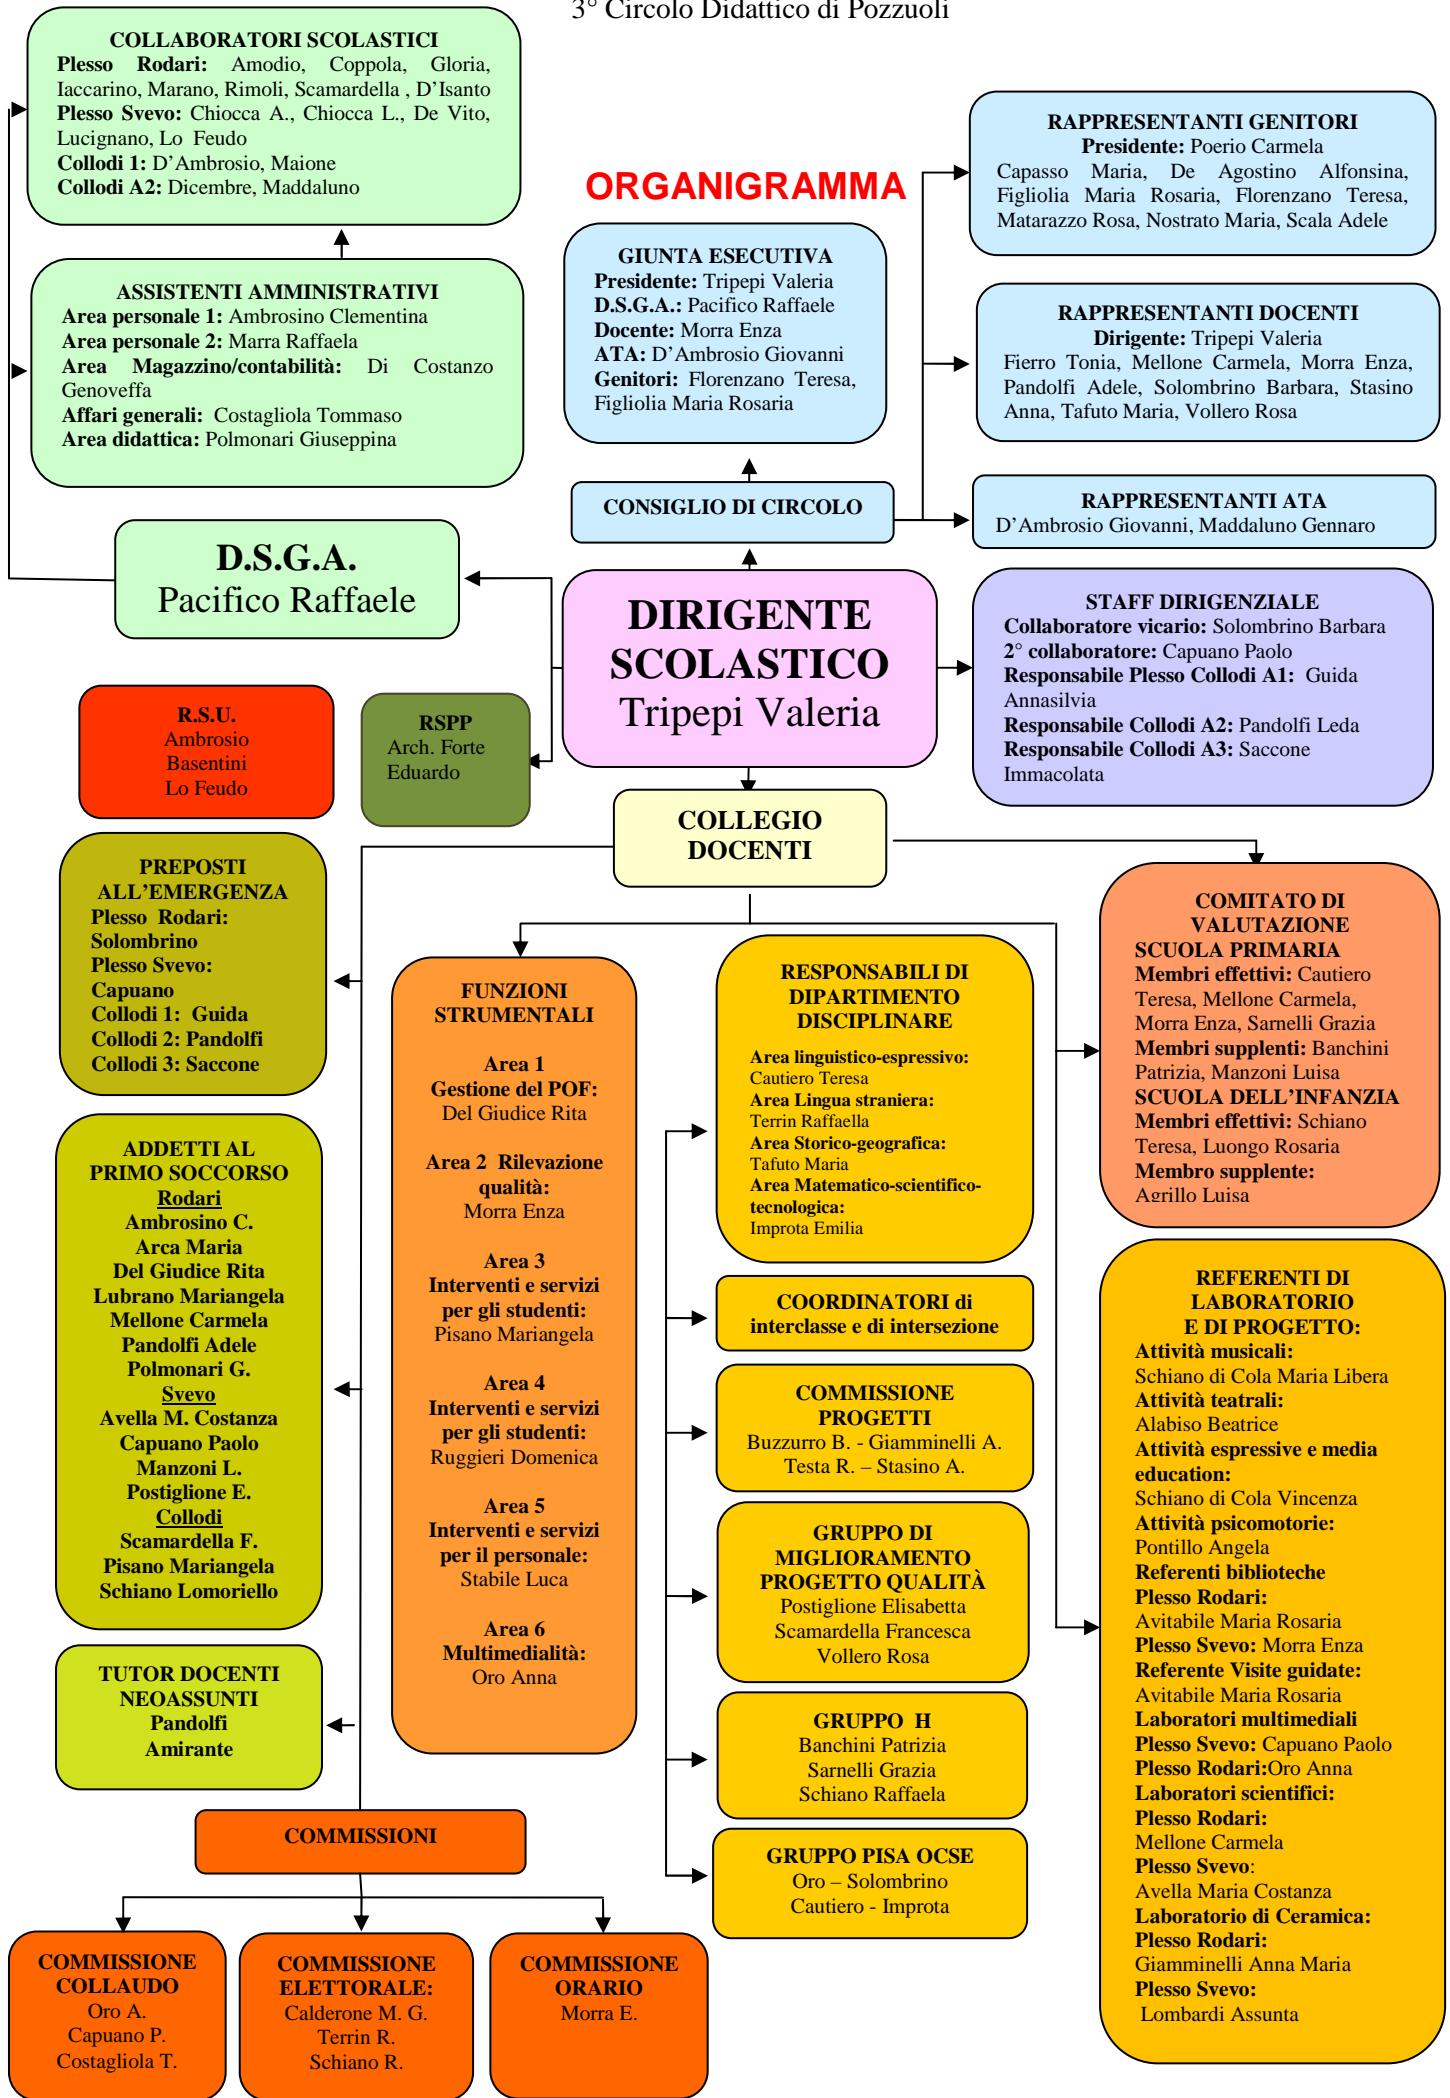 3° Circolo Didattico di Pozzuoli
COLLABORATORI SCOLASTICI
Plesso Rodari: Amodio, Coppola, Gloria,
Iaccarino, Marano, Rimoli, Scamardella , D'Isanto
Plesso Svevo: Chiocca A., Chiocca L., De Vito,
Lucignano, Lo Feudo
Collodi 1: D'Ambrosio, Maione
Collodi A2: Dicembre, Maddaluno
ORGANIGRAMMA
RAPPRESENTANTI GENITORI
Presidente: Poerio Carmela
Capasso Maria, De Agostino Alfonsina,
Figliolia Maria Rosaria, Florenzano Teresa,
Matarazzo Rosa, Nostrato Maria, Scala Adele
ASSISTENTI AMMINISTRATIVI
Area personale 1: Ambrosino Clementina
Area personale 2: Marra Raffaela
Area Magazzino/contabilità: Di Costanzo
Genoveffa
Affari generali: Costagliola Tommaso
Area didattica: Polmonari Giuseppina
GIUNTA ESECUTIVA
Presidente: Tripepi Valeria
D.S.G.A.: Pacifico Raffaele
Docente: Morra Enza
ATA: D'Ambrosio Giovanni
Genitori: Florenzano Teresa,
Figliolia Maria Rosaria
RAPPRESENTANTI DOCENTI
Dirigente: Tripepi Valeria
Fierro Tonia, Mellone Carmela, Morra Enza,
Pandolfi Adele, Solombrino Barbara, Stasino
Anna, Tafuto Maria, Vollero Rosa
CONSIGLIO DI CIRCOLO
RAPPRESENTANTI ATA
D'Ambrosio Giovanni, Maddaluno Gennaro
D.S.G.A.
Pacifico Raffaele
DIRIGENTE
SCOLASTICO
Tripepi Valeria
STAFF DIRIGENZIALE
Collaboratore vicario: Solombrino Barbara
2° collaboratore: Capuano Paolo
Responsabile Plesso Collodi A1: Guida
Annasilvia
Responsabile Collodi A2: Pandolfi Leda
Responsabile Collodi A3: Saccone
Immacolata
R.S.U.
Ambrosio
Basentini
Lo Feudo
RSPP
Arch. Forte
Eduardo
COLLEGIO
DOCENTI
PREPOSTI
ALL'EMERGENZA
Plesso Rodari:
Solombrino
Plesso Svevo:
Capuano
Collodi 1: Guida
Collodi 2: Pandolfi
Collodi 3: Saccone
COMITATO DI
VALUTAZIONE
SCUOLA PRIMARIA
Membri effettivi: Cautiero
Teresa, Mellone Carmela,
Morra Enza, Sarnelli Grazia
Membri supplenti: Banchini
Patrizia, Manzoni Luisa
SCUOLA DELL'INFANZIA
Membri effettivi: Schiano
Teresa, Luongo Rosaria
Membro supplente:
Agrillo Luisa
FUNZIONI
STRUMENTALI
Area 1
Gestione del POF:
Del Giudice Rita
Area 2 Rilevazione
qualità:
Morra Enza
Area 3
Interventi e servizi
per gli studenti:
Pisano Mariangela
Area 4
Interventi e servizi
per gli studenti:
Ruggieri Domenica
Area 5
Interventi e servizi
per il personale:
Stabile Luca
Area 6
Multimedialità:
Oro Anna
RESPONSABILI DI
DIPARTIMENTO
DISCIPLINARE
Area linguistico-espressivo:
Cautiero Teresa
Area Lingua straniera:
Terrin Raffaella
Area Storico-geografica:
Tafuto Maria
Area Matematico-scientifico-
tecnologica:
Improta Emilia
ADDETTI AL
PRIMO SOCCORSO
Rodari
Ambrosino C.
Arca Maria
Del Giudice Rita
Lubrano Mariangela
Mellone Carmela
Pandolfi Adele
Polmonari G.
Svevo
Avella M. Costanza
Capuano Paolo
Manzoni L.
Postiglione E.
Collodi
Scamardella F.
Pisano Mariangela
Schiano Lomoriello
COORDINATORI di
interclasse e di intersezione
COMMISSIONE
PROGETTI
Buzzurro B. - Giamminelli A.
Testa R. – Stasino A.
GRUPPO DI
MIGLIORAMENTO
PROGETTO QUALITÀ
Postiglione Elisabetta
Scamardella Francesca
Vollero Rosa
GRUPPO H
Banchini Patrizia
Sarnelli Grazia
Schiano Raffaela
GRUPPO PISA OCSE
Oro – Solombrino
Cautiero - Improta
REFERENTI DI
LABORATORIO
E DI PROGETTO:
Attività musicali:
Schiano di Cola Maria Libera
Attività teatrali:
Alabiso Beatrice
Attività espressive e media
education:
Schiano di Cola Vincenza
Attività psicomotorie:
Pontillo Angela
Referenti biblioteche
Plesso Rodari:
Avitabile Maria Rosaria
Plesso Svevo: Morra Enza
Referente Visite guidate:
Avitabile Maria Rosaria
Laboratori multimediali
Plesso Svevo: Capuano Paolo
Plesso Rodari:Oro Anna
Laboratori scientifici:
Plesso Rodari:
Mellone Carmela
Plesso Svevo:
Avella Maria Costanza
Laboratorio di Ceramica:
Plesso Rodari:
Giamminelli Anna Maria
Plesso Svevo:
Lombardi Assunta
TUTOR DOCENTI
NEOASSUNTI
Pandolfi
Amirante
COMMISSIONI
COMMISSIONE
COLLAUDO
Oro A.
Capuano P.
Costagliola T.
COMMISSIONE
ELETTORALE:
Calderone M. G.
Terrin R.
Schiano R.
COMMISSIONE
ORARIO
Morra E.